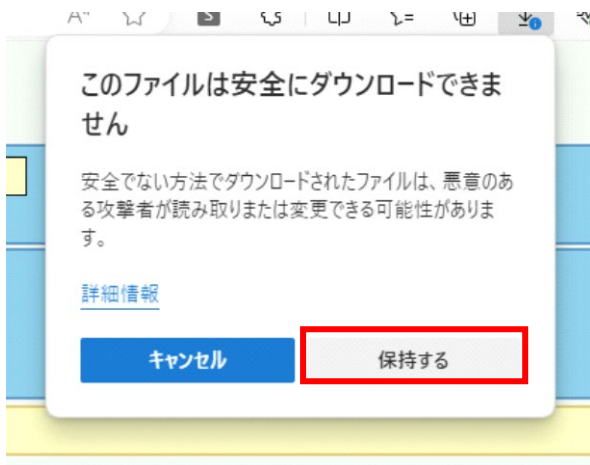 このファイルは安全にダウンロードできま
せん
安全でない方法でダウンロードされたファイルは、悪意のあ
る攻撃者が読み取りまたは変更できる可能性がありま
す。
詳細情報
キャンセル
保持する